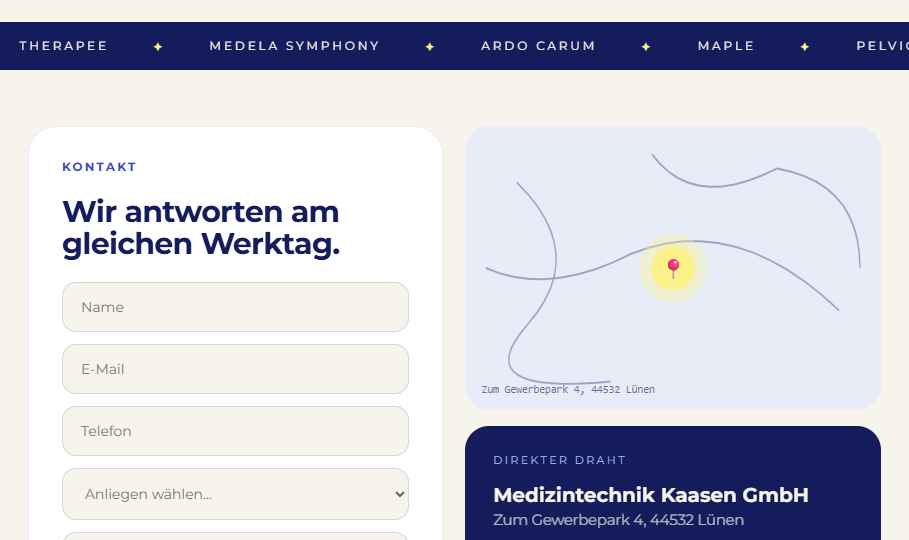 THERAPEE ✦ MEDELA SYMPHONY ✦ ARDO CARUM ✦ MAPLE ✦
KONTAKT
Wir antworten am
gleichen Werktag.
Name
E-Mail
Telefon
Anliegen wählen...
Zum Gewerbepark 4, 44532 Lünen
DIREKTER DRAHT
Medizintechnik Kaasen GmbH
Zum Gewerbepark 4, 44532 Lünen